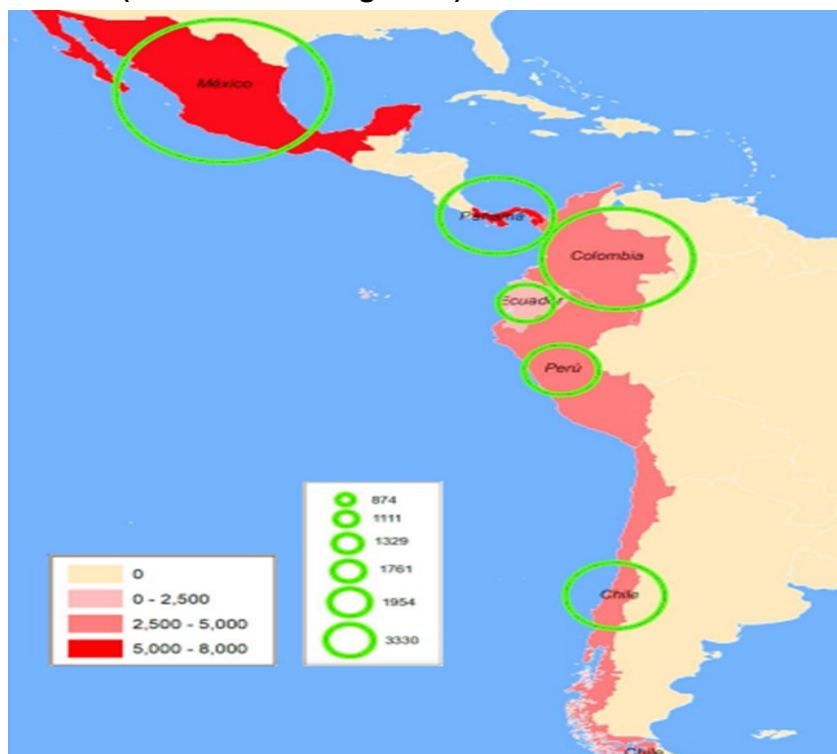 México
Panamá
Colombia
Ecuador
Perú
Chile
874
1111
1329
1761
1954
3330
0
0 - 2,500
2,500 - 5,000
5,000 - 8,000
Chile